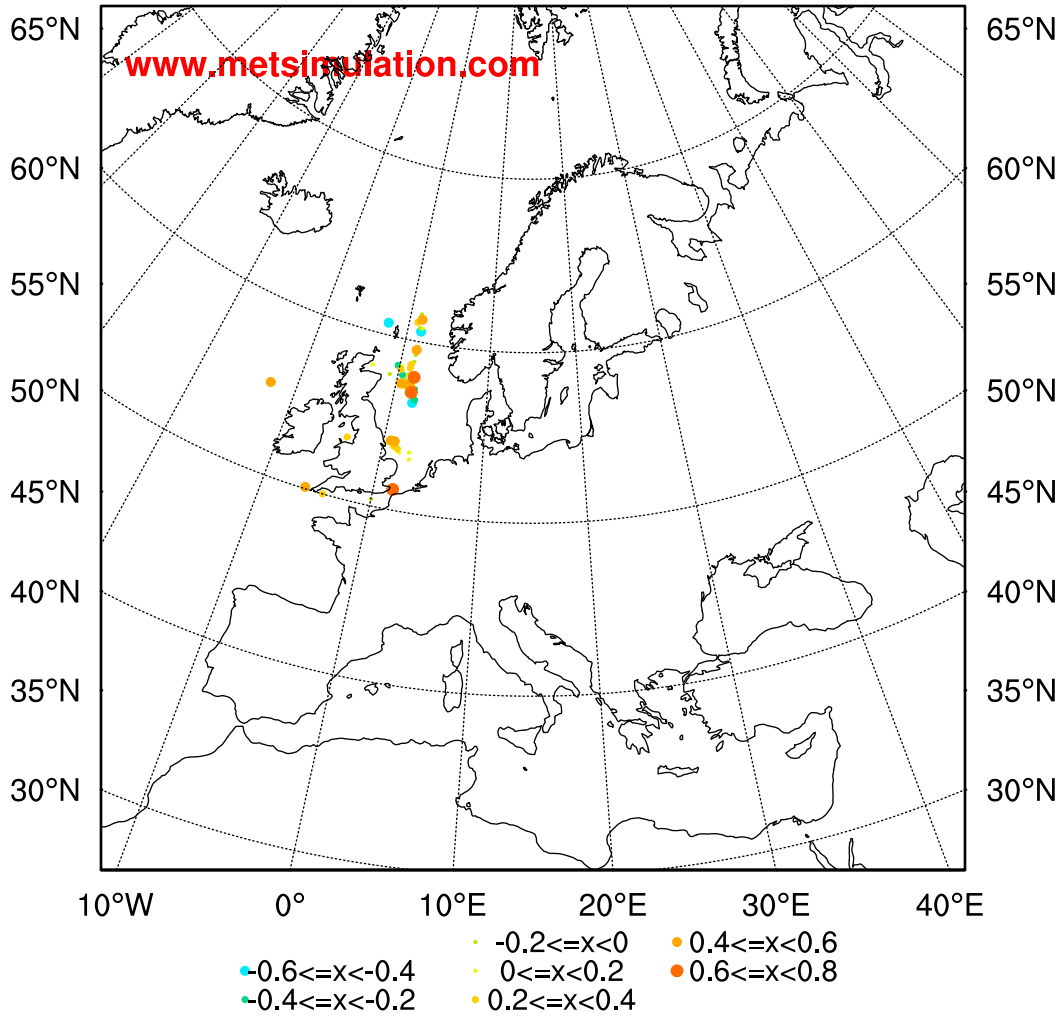 65°N 65°N
www.metsimulation.com
60°N 60°N
55°N 55°N
50°N 50°N
45°N 45°N
40°N 40°N
35°N 35°N
30°N 30°N
10°W 0° 10°E 20°E 30°E 40°E
-0.2<=x<0 0.4<=x<0.6
-0.6<=x<-0.4 0<=x<0.2 0.6<=x<0.8
-0.4<=x<-0.2 0.2<=x<0.4